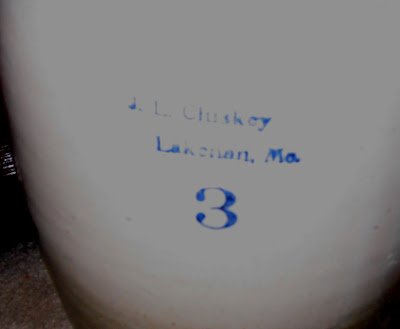 J. L. Cluskey
Lakenan, Mo.
3